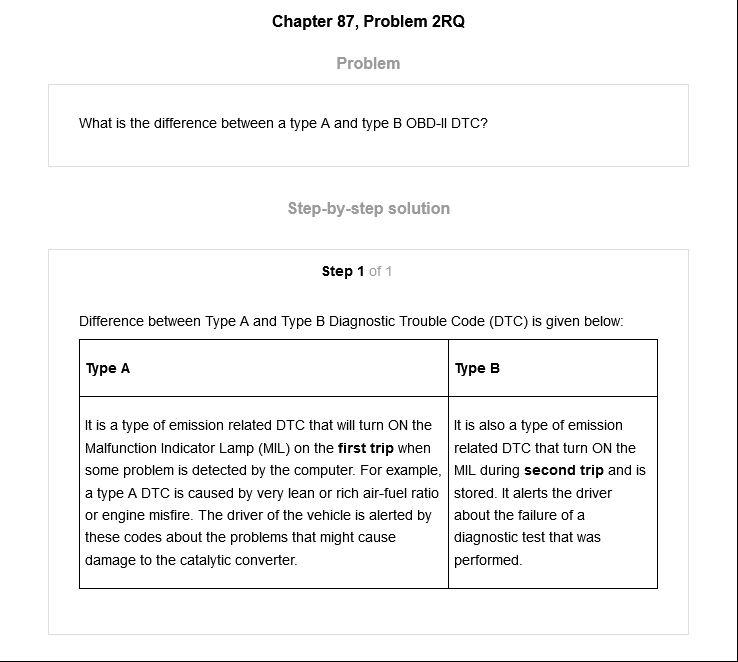 Chapter 87, Problem 2RQ
Problem
What is the difference between a type A and type B OBD-II DTC?
Step-by-step solution
Step 1 of 1
Difference between Type A and Type B Diagnostic Trouble Code (DTC) is given below:
Type A
Type B
It is a type of emission related DTC that will turn ON the
Malfunction Indicator Lamp (MIL) on the first trip when
some problem is detected by the computer. For example,
a type A DTC is caused by very lean or rich air-fuel ratio
or engine misfire. The driver of the vehicle is alerted by
these codes about the problems that might cause
damage to the catalytic converter.
It is also a type of emission
related DTC that turn ON the
MIL during second trip and is
stored. It alerts the driver
about the failure of a
diagnostic test that was
performed.